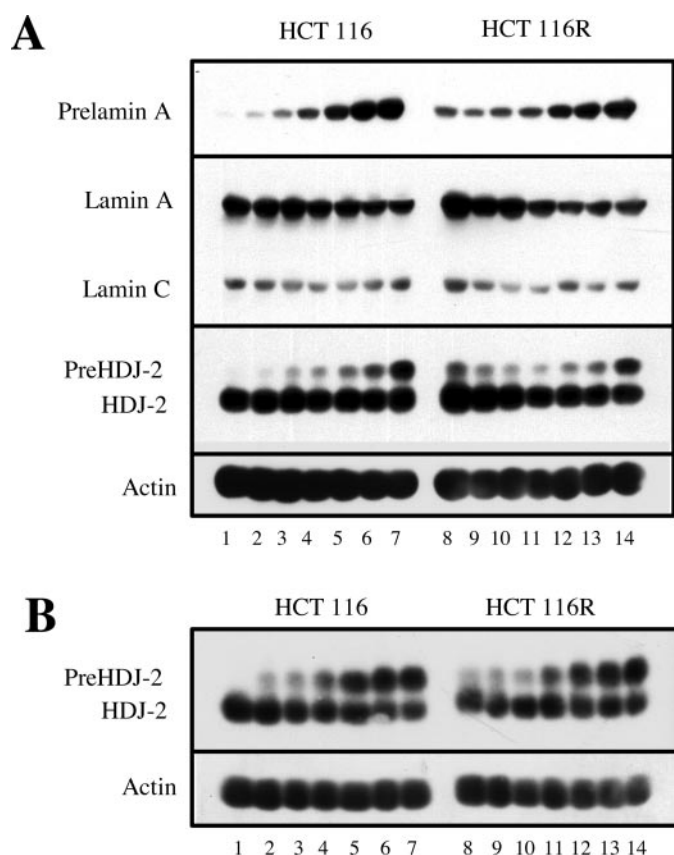 A
HCT 116 HCT 116R
Prelamin A
Lamin A
Lamin C
PreHDJ-2
HDJ-2
Actin
1 2 3 4 5 6 7 8 9 10 11 12 13 14
B
HCT 116 HCT 116R
PreHDJ-2
HDJ-2
Actin
1 2 3 4 5 6 7 8 9 10 11 12 13 14